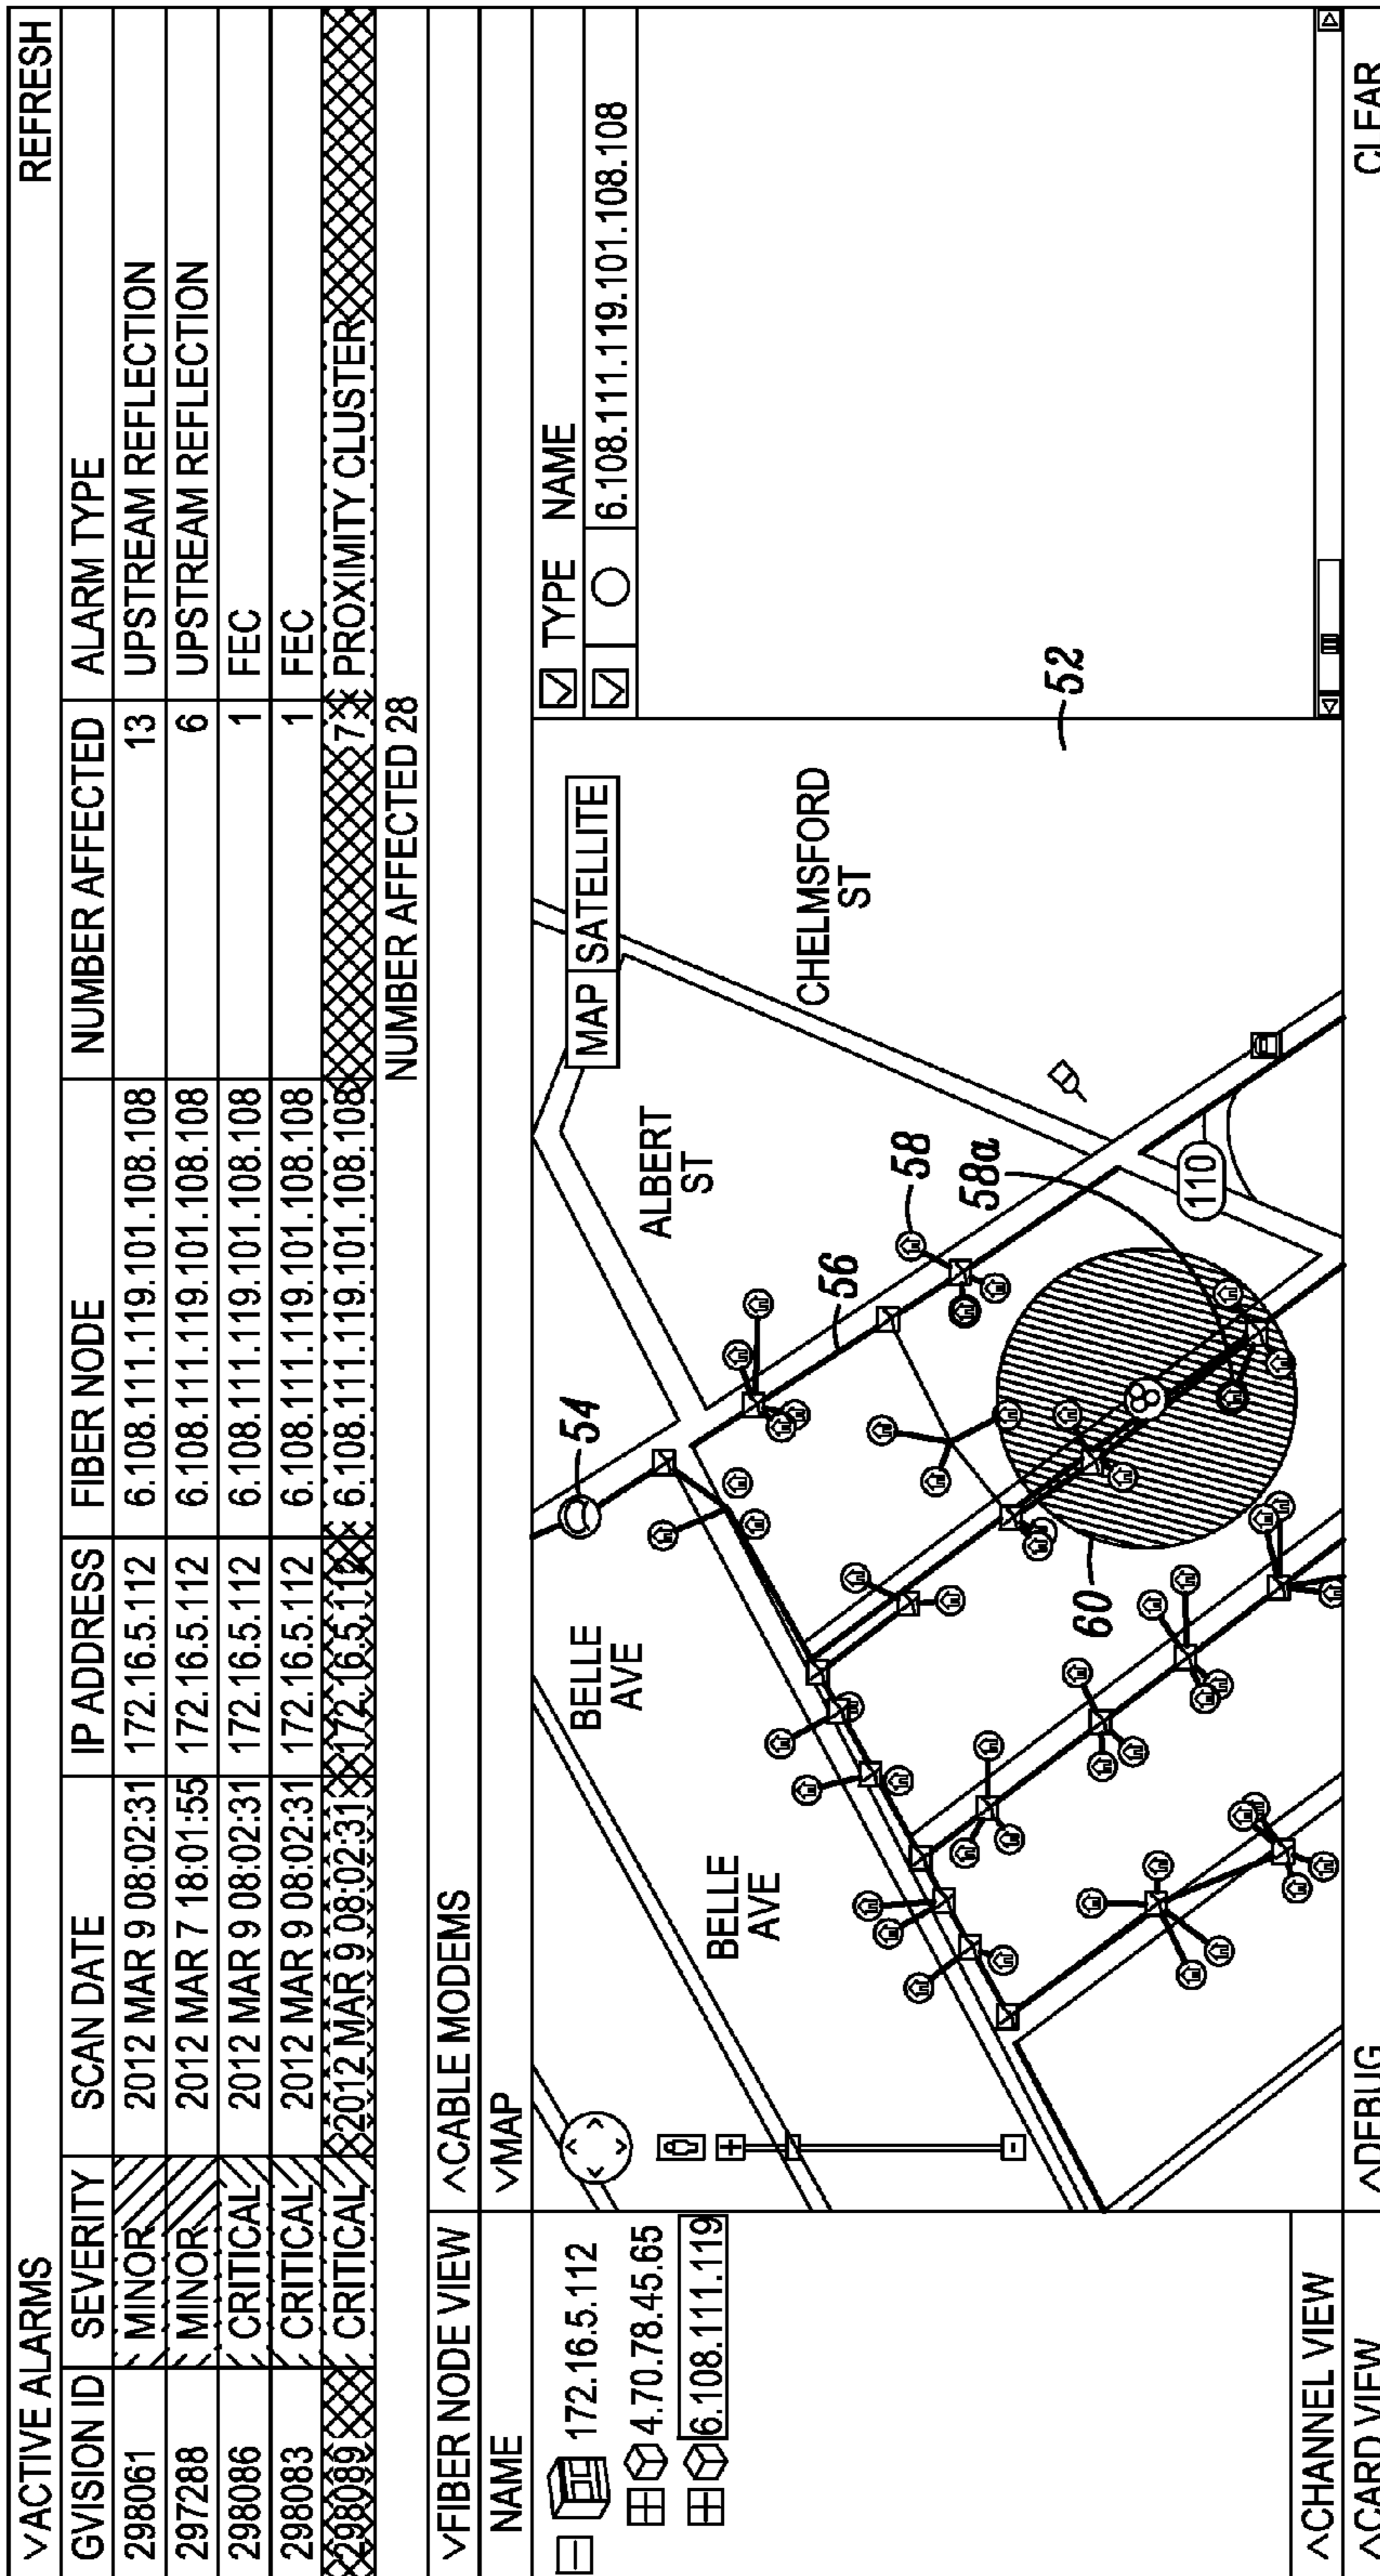 ˅ACTIVE ALARMS REFRESH
GVISION ID SEVERITY SCAN DATE IP ADDRESS FIBER NODE NUMBER AFFECTED ALARM TYPE
298061 MINOR 2012 MAR 9 08:02:31 172.16.5.112 6.108.111.119.101.108.108 13 UPSTREAM REFLECTION
297288 MINOR 2012 MAR 7 18:01:55 172.16.5.112 6.108.111.119.101.108.108 6 UPSTREAM REFLECTION
298086 CRITICAL 2012 MAR 9 08:02:31 172.16.5.112 6.108.111.119.101.108.108 1 FEC
298083 CRITICAL 2012 MAR 9 08:02:31 172.16.5.112 6.108.111.119.101.108.108 1 FEC
298089 CRITICAL 2012 MAR 9 08:02:31 172.16.5.112 6.108.111.119.101.108.108 7 PROXIMITY CLUSTER
NUMBER AFFECTED 28
˅FIBER NODE VIEW ^CABLE MODEMS
NAME ˅MAP
172.16.5.112
4.70.78.45.65
6.108.111.119
MAP SATELLITE
TYPE NAME
6.108.111.119.101.108.108
54
BELLE
AVE
ALBERT
ST
BELLE
AVE
CHELMSFORD
ST
56
58
58a
52
60
110
^CHANNEL VIEW
^CARD VIEW ^DEBUG CLEAR